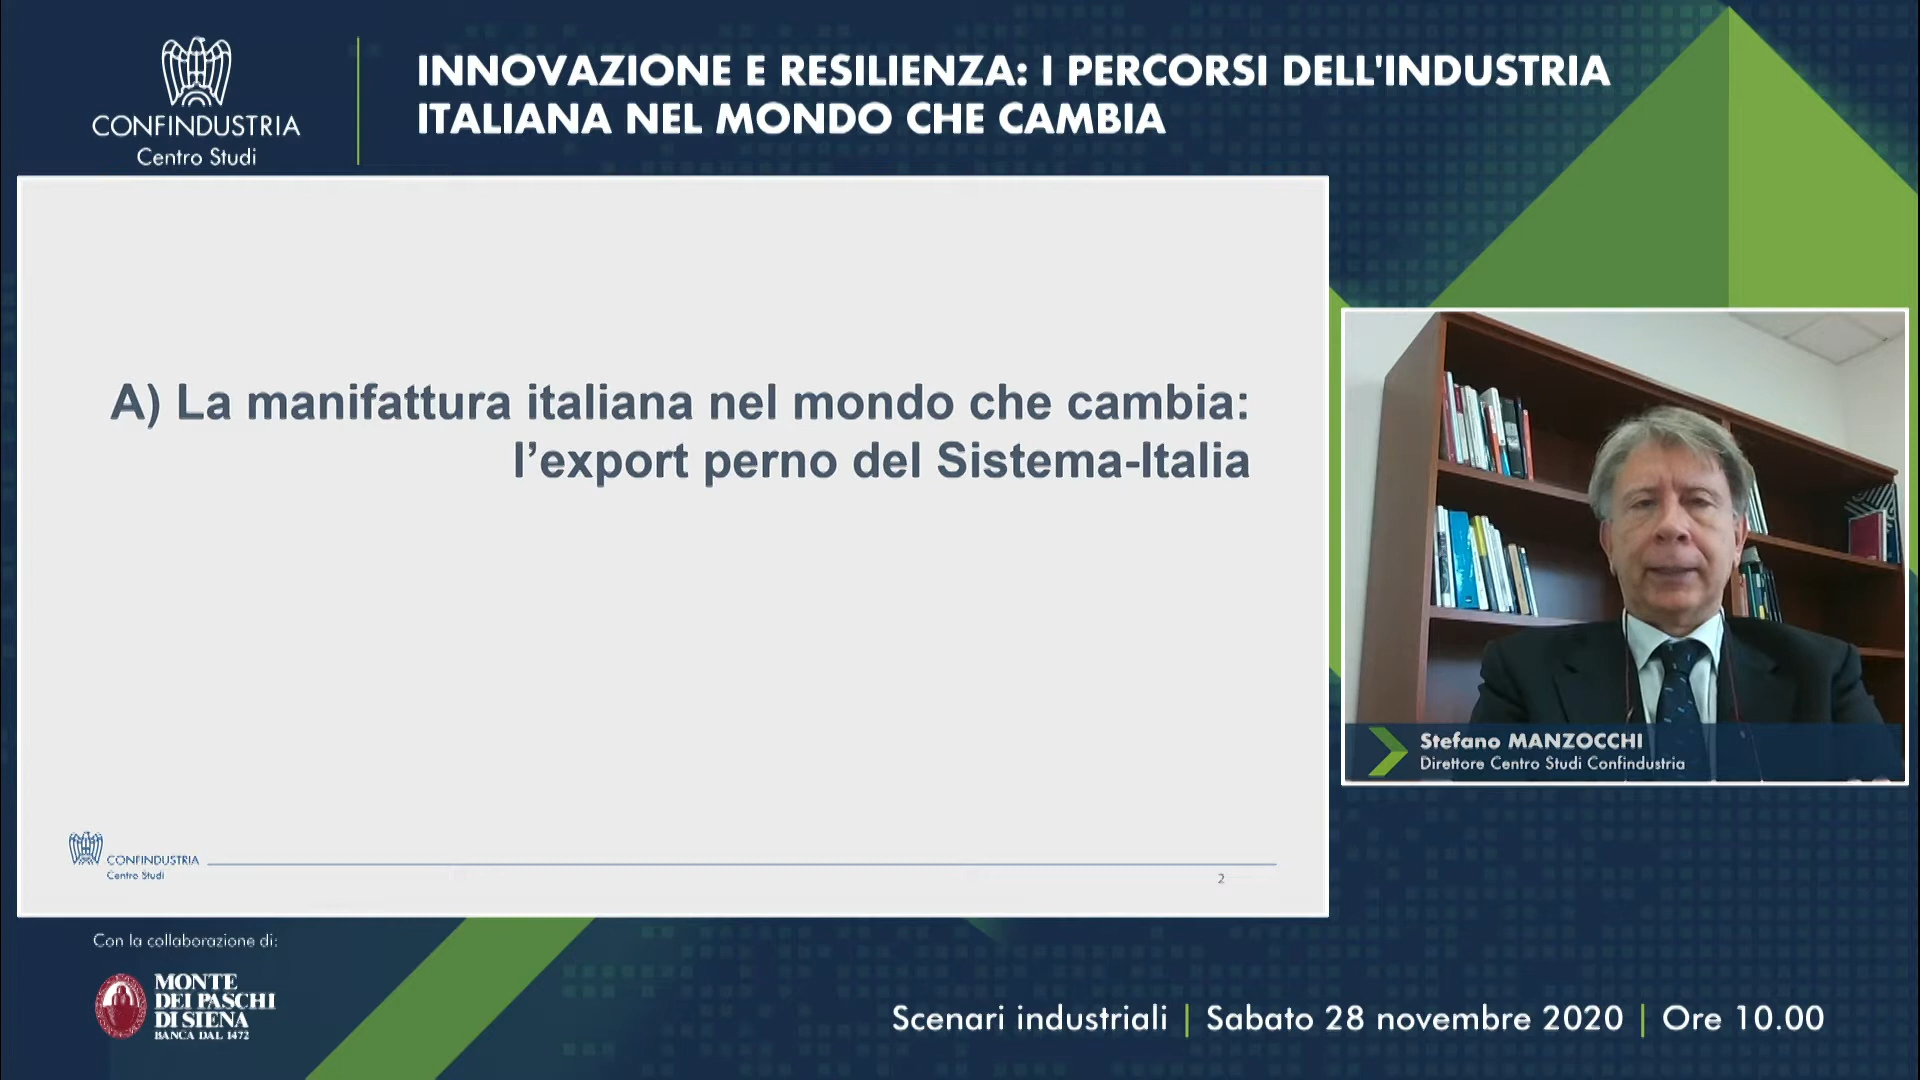 CONFINDUSTRIA
Centro Studi
INNOVAZIONE E RESILIENZA: I PERCORSI DELL'INDUSTRIA
ITALIANA NEL MONDO CHE CAMBIA
A) La manifattura italiana nel mondo che cambia:
l’export perno del Sistema-Italia
CONFINDUSTRIA
Centro Studi
2
Stefano MANZOCCHI
Direttore Centro Studi Confindustria
Con la collaborazione di:
MONTE
DEI PASCHI
DI SIENA
BANCA DAL 1472
Scenari industriali | Sabato 28 novembre 2020 | Ore 10.00